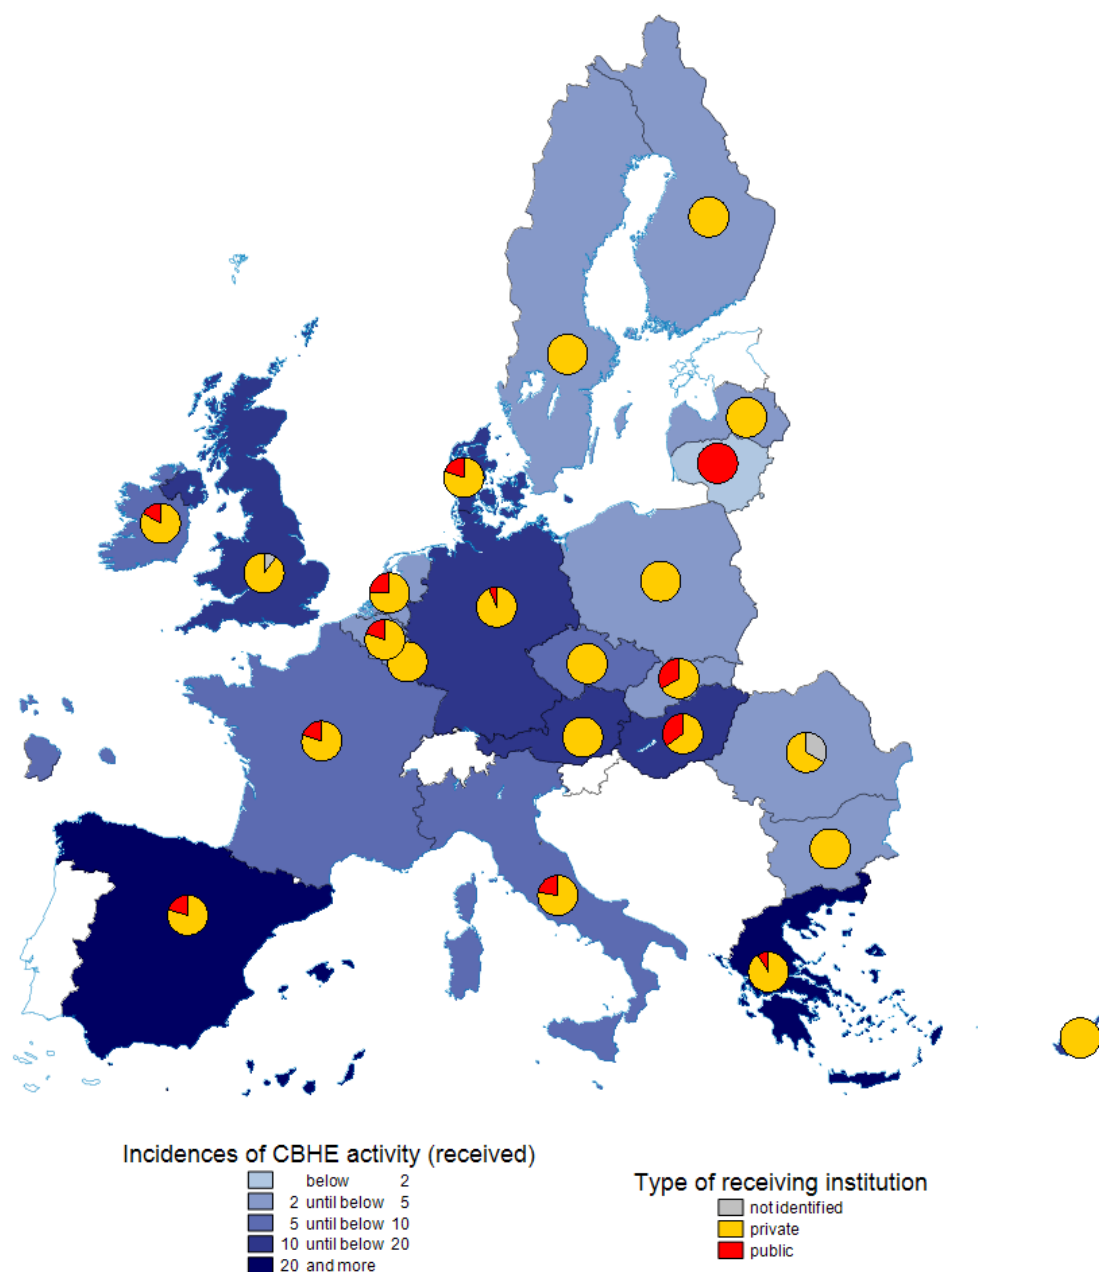 Incidences of CBHE activity (received)
below 2
2 until below 5
5 until below 10
10 until below 20
20 and more
Type of receiving institution
not identified
private
public